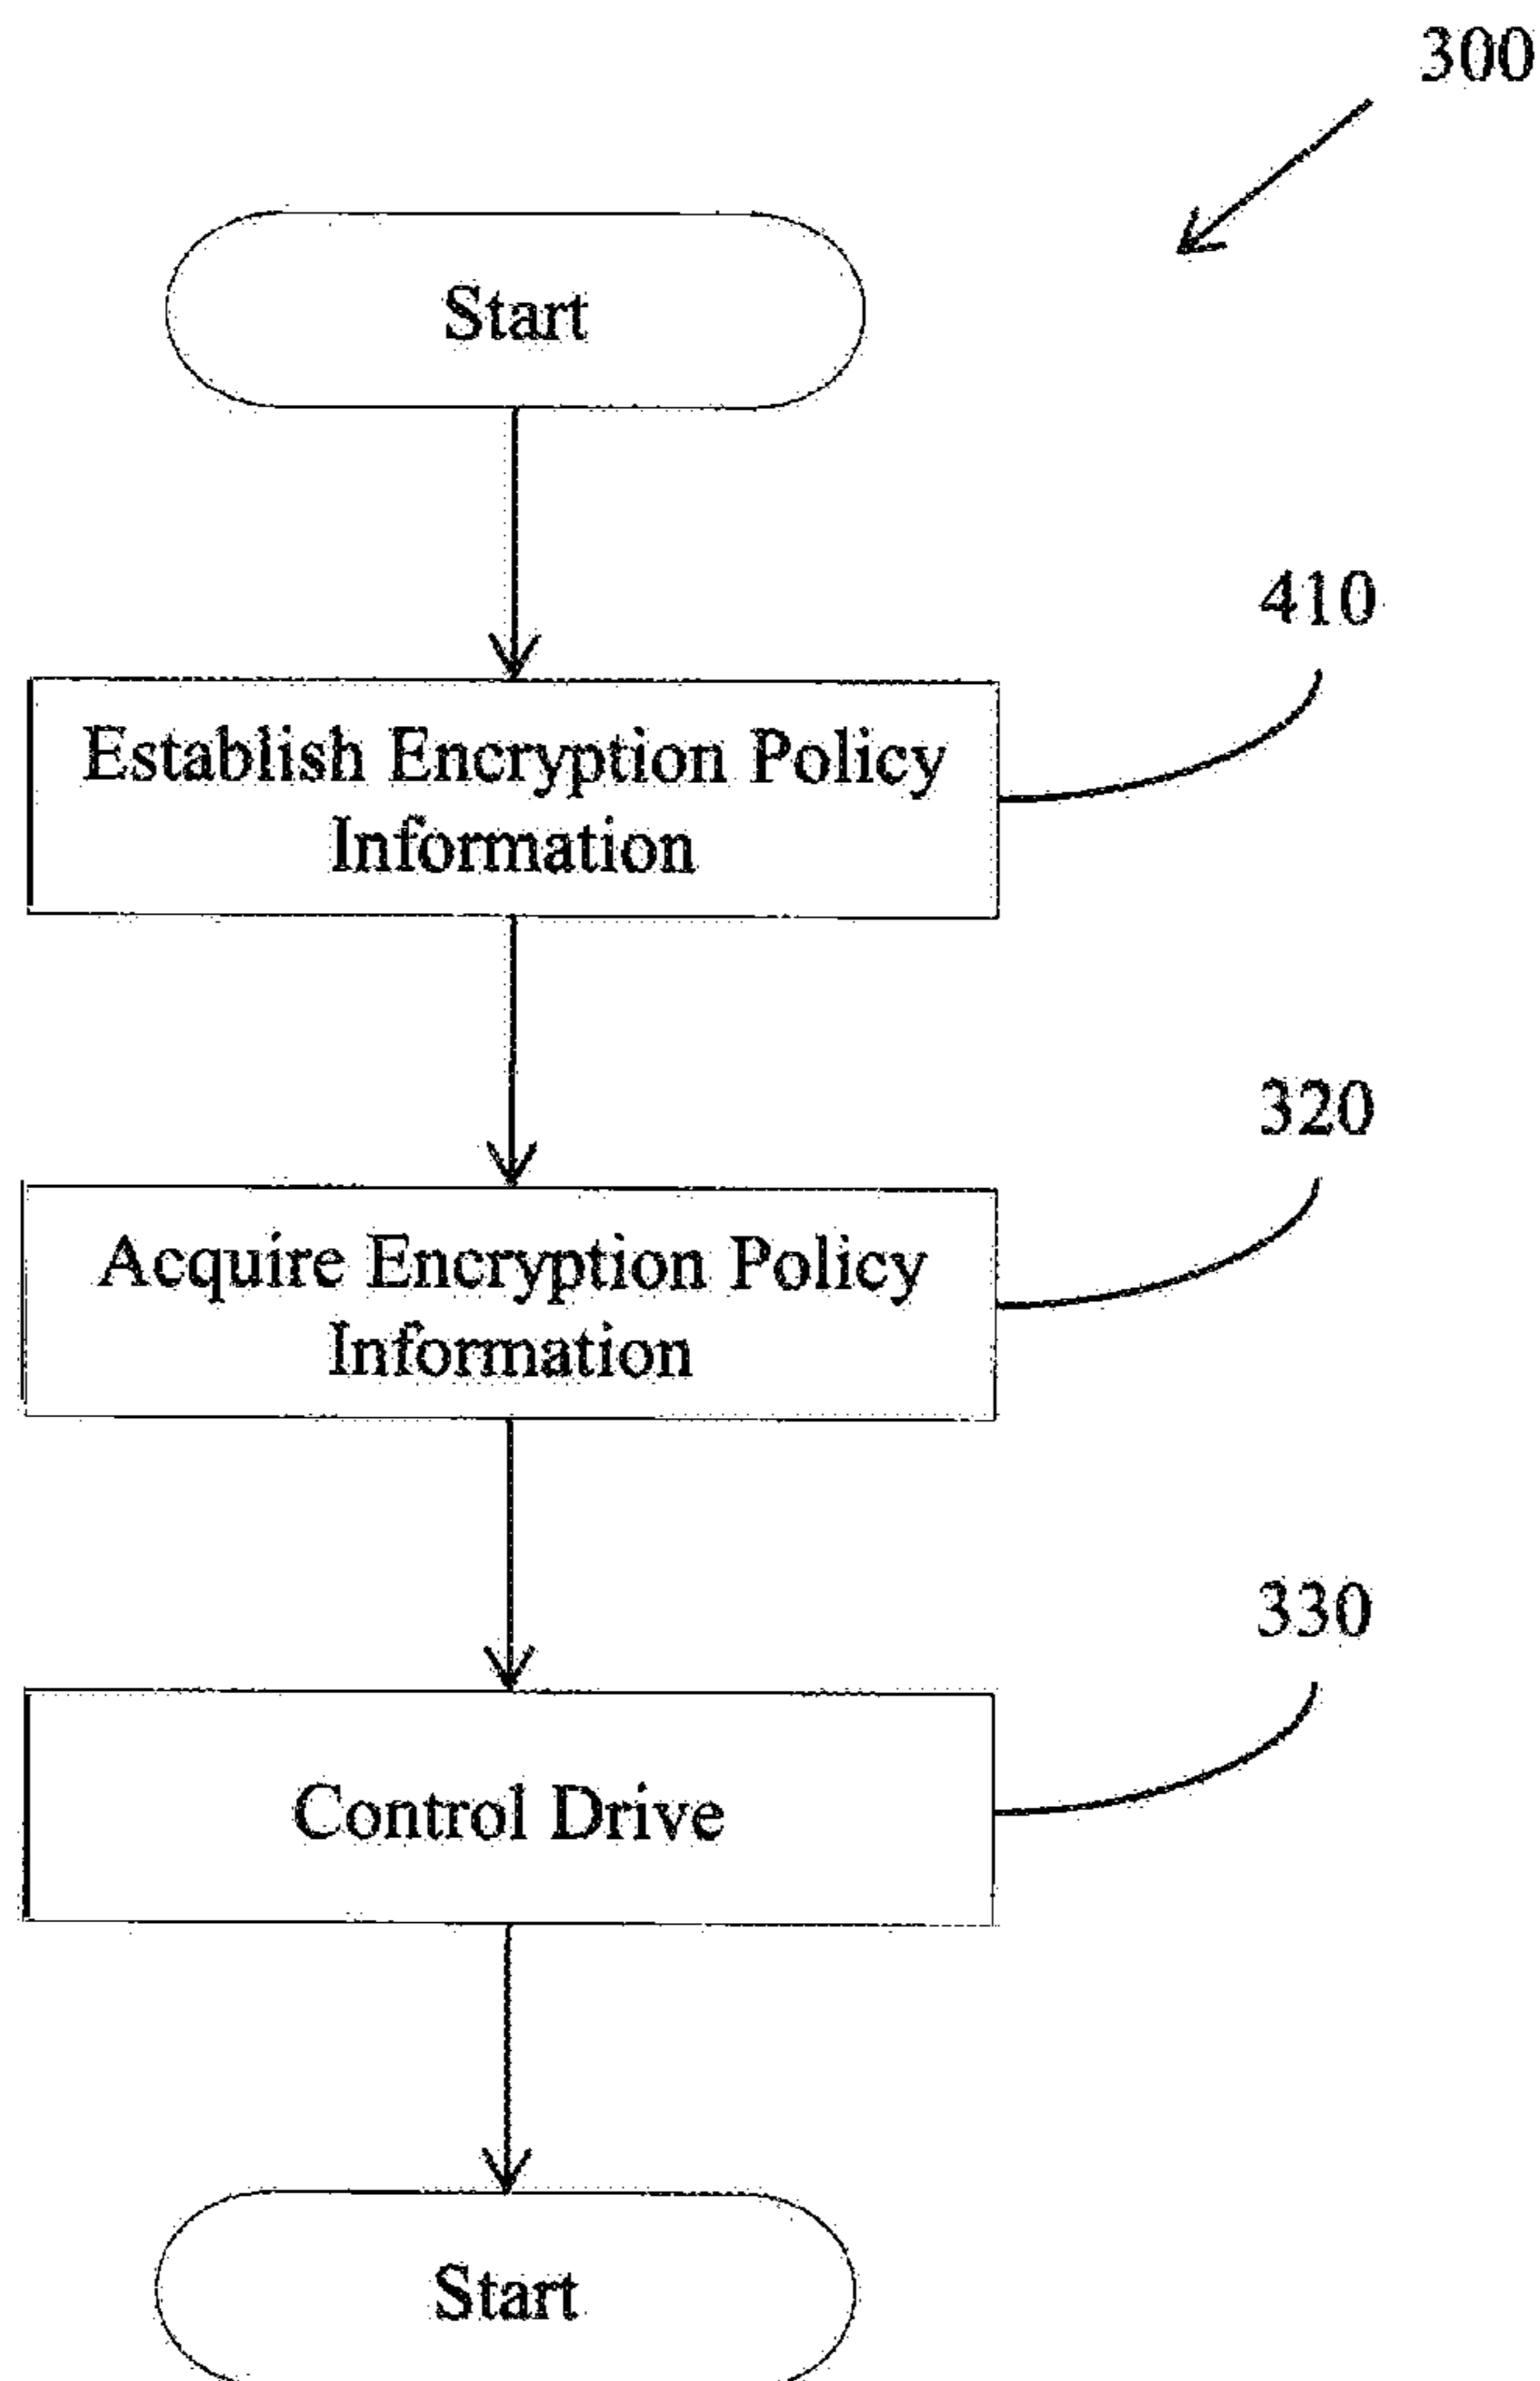 300
Start
410
Establish Encryption Policy
Information
320
Acquire Encryption Policy
Information
330
Control Drive
Start